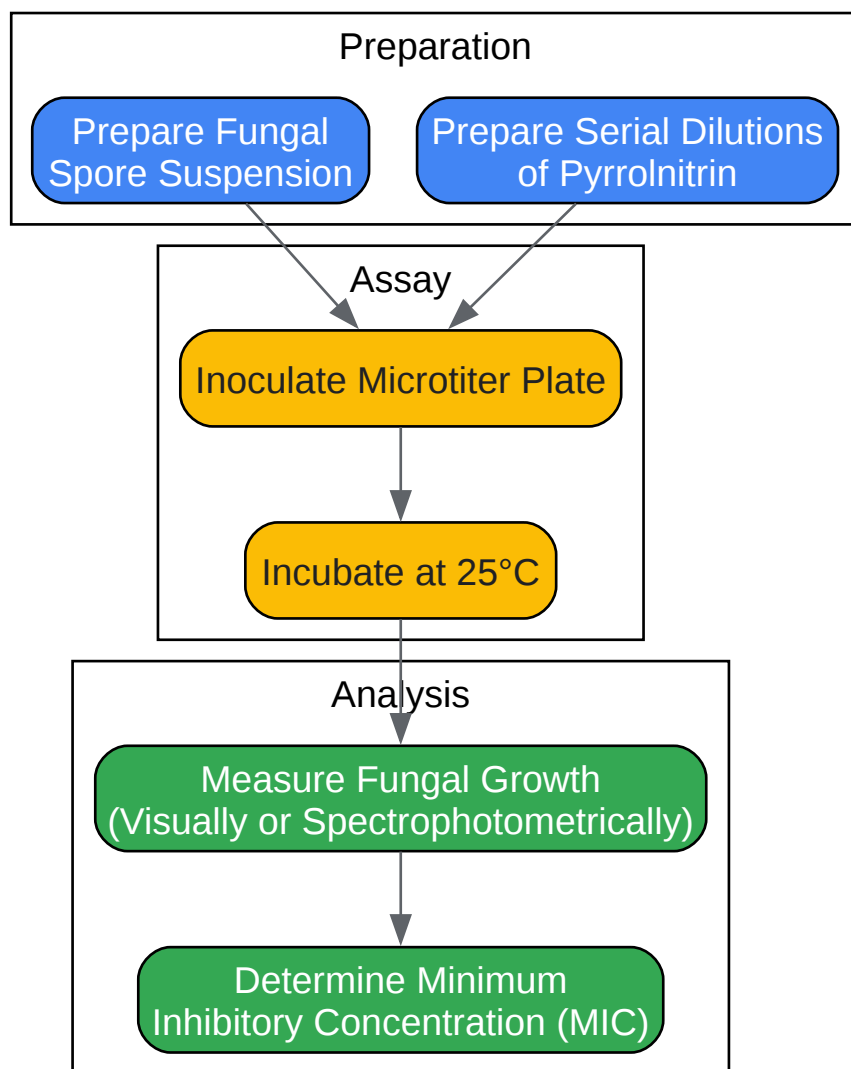 Preparation
Prepare Fungal
Spore Suspension
Prepare Serial Dilutions
of Pyrrolnitrin
Assay
Inoculate Microtiter Plate
Incubate at 25°C
Analysis
Measure Fungal Growth
(Visually or Spectrophotometrically)
Determine Minimum
Inhibitory Concentration (MIC)